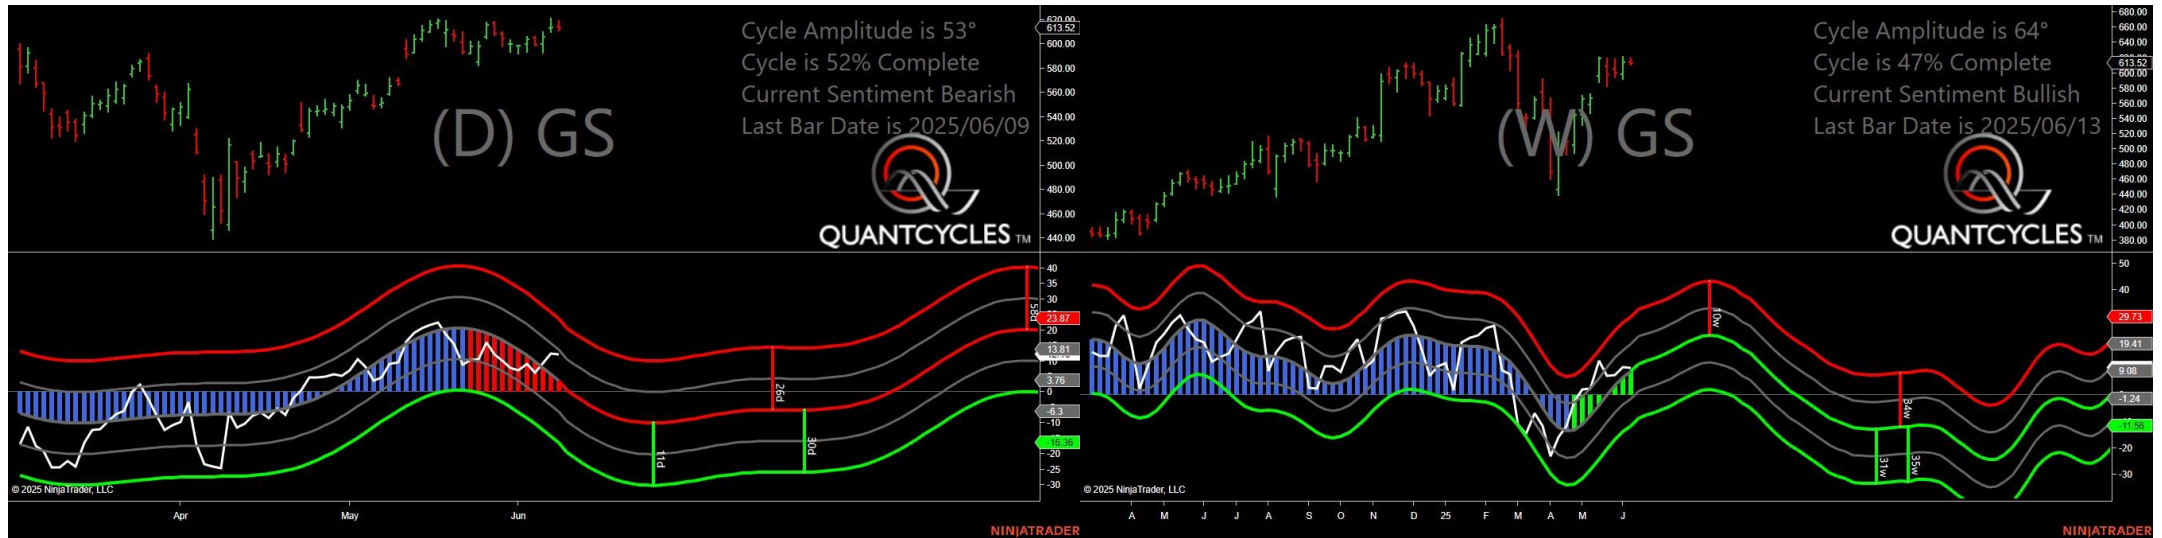 Cycle Amplitude is 53°
Cycle is 52% Complete
Current Sentiment Bearish
Last Bar Date is 2025/06/09
(D) GS
QUANTCYCLES TM
620.00
613.52
600.00
580.00
560.00
540.00
520.00
500.00
480.00
460.00
440.00
40
35
30
58d
23.87
20
13.81
3.76
0
-6.3
-10
-16.36
-20
-25
-30
11d
26d
30d
© 2025 NinjaTrader, LLC
Apr
May
Jun
NINJATRADER
Cycle Amplitude is 64°
Cycle is 47% Complete
Current Sentiment Bullish
Last Bar Date is 2025/06/13
(W) GS
QUANTCYCLES TM
680.00
660.00
640.00
613.52
600.00
580.00
560.00
540.00
520.00
500.00
480.00
460.00
440.00
420.00
400.00
380.00
50
40
29.73
19.41
9.08
-1.24
-11.56
-20
-30
10w
34w
31w
35w
© 2025 NinjaTrader, LLC
A
M
J
J
A
S
O
N
D
25
F
M
A
M
J
NINJATRADER